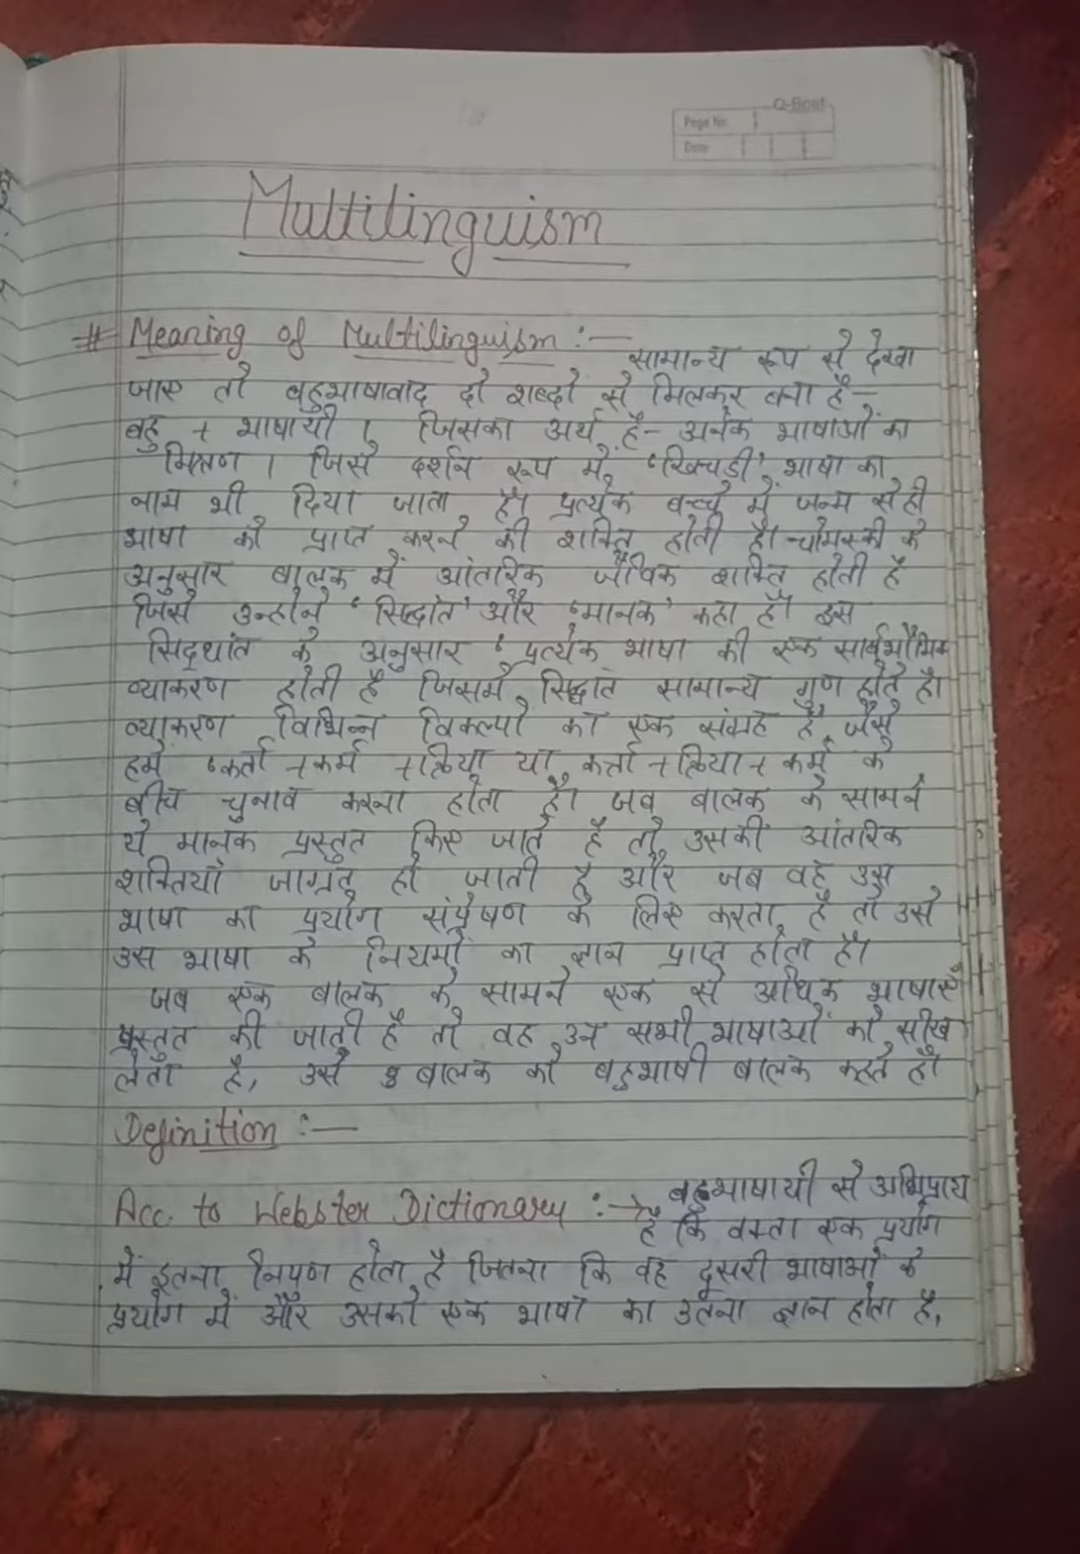 Q-Boat
Page No
Date
Multilinguism
# Meaning of Multilinguism :—
सामान्य रूप से देखा
जाए तो बहुभाषावाद दो शब्दों से मिलकर बना है–
बहु + भाषायी । जिसका अर्थ है– अनेक भाषाओं का
मिश्रण । जिसे दर्शन रूप में 'खिचड़ी' भाषा का
नाम भी दिया जाता है। प्रत्येक बच्चे में जन्म से ही
भाषा को प्राप्त करने की शक्ति होती है। चोमस्की के
अनुसार बालक में आंतरिक जैविक शक्ति होती है
जिसे उन्होंने 'सिद्धांत' और 'मानक' कहा है। इस
सिद्धांत के अनुसार 'प्रत्येक भाषा की एक सार्वभौमिक
व्याकरण होती है जिसमें सिद्धांत सामान्य गुण होते है।
व्याकरण विभिन्न विकल्पों का एक संग्रह है, जैसे
हमें 'कर्ता + कर्म + क्रिया या कर्त्ता + क्रिया + कर्म के
बीच चुनाव करना होता है। जब बालक के सामने
ये मानक प्रस्तुत किए जाते है तो उसकी आंतरिक
शक्तियाँ जाग्रत हो जाती है और जब वह उस
भाषा का प्रयोग संप्रेषण के लिए करता है तो उसे
उस भाषा के नियमों का ज्ञान प्राप्त होता है।
जब एक बालक के सामने एक से अधिक भाषाएँ
प्रस्तुत की जाती है तो वह उन सभी भाषाओं को सीख
लेता है, उसे बालक को बहुभाषी बालक कहते है।
Definition :—
Acc. to Webster Dictionary :→ बहुभाषायी से अभिप्राय
है कि वक्ता एक प्रयोग
में इतना निपुण होता है जितना कि वह दूसरी भाषाओं के
प्रयोग में और उसको एक भाषा का उतना ज्ञान होता है,